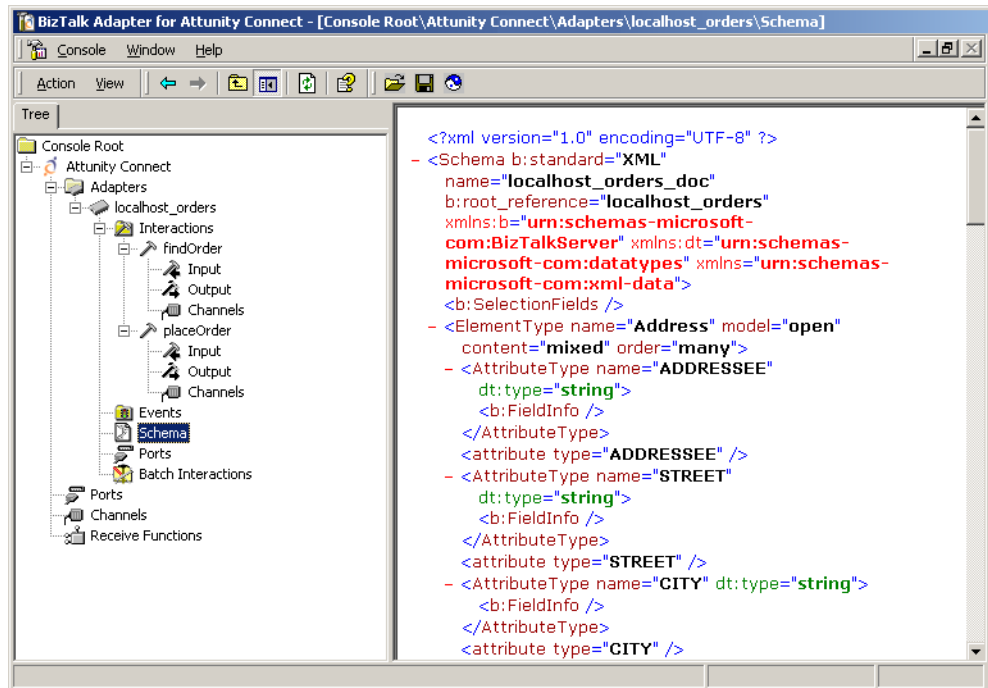 BizTalk Adapter for Attunity Connect - [Console Root\Attunity Connect\Adapters\localhost_orders\Schema]
Console Window Help
Action View
Tree
Console Root
Attunity Connect
Adapters
localhost_orders
Interactions
findOrder
Input
Output
Channels
placeOrder
Input
Output
Channels
Events
Schema
Ports
Batch Interactions
Ports
Channels
Receive Functions
<?xml version="1.0" encoding="UTF-8" ?>
- <Schema b:standard="XML"
name="localhost_orders_doc"
b:root_reference="localhost_orders"
xmlns:b="urn:schemas-microsoft-
com:BizTalkServer" xmlns:dt="urn:schemas-
microsoft-com:datatypes" xmlns="urn:schemas-
microsoft-com:xml-data">
<b:SelectionFields />
- <ElementType name="Address" model="open"
content="mixed" order="many">
- <AttributeType name="ADDRESSEE"
dt:type="string">
<b:FieldInfo />
</AttributeType>
<attribute type="ADDRESSEE" />
- <AttributeType name="STREET"
dt:type="string">
<b:FieldInfo />
</AttributeType>
<attribute type="STREET" />
- <AttributeType name="CITY" dt:type="string">
<b:FieldInfo />
</AttributeType>
<attribute type="CITY" />